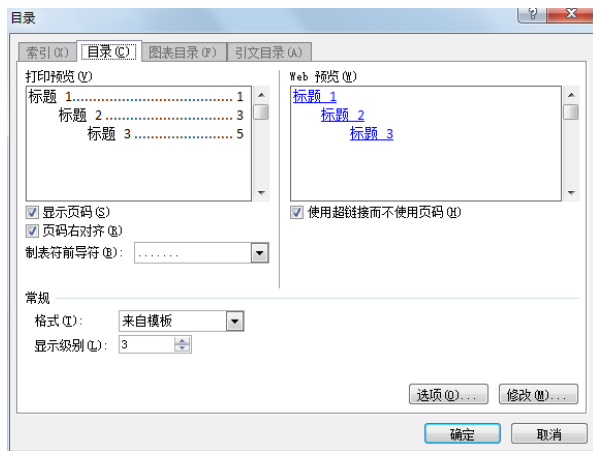 目录
索引(X) 目录(C) 图表目录(F) 引文目录(A)
打印预览(V)
标题 1.................................... 1
标题 2............................ 3
标题 3...................... 5
Web 预览(W)
标题 1
标题 2
标题 3
显示页码(S)
页码右对齐(R)
制表符前导符(B): .......
使用超链接而不使用页码(H)
常规
格式(T): 来自模板
显示级别(L): 3
选项(O)... 修改(M)...
确定 取消